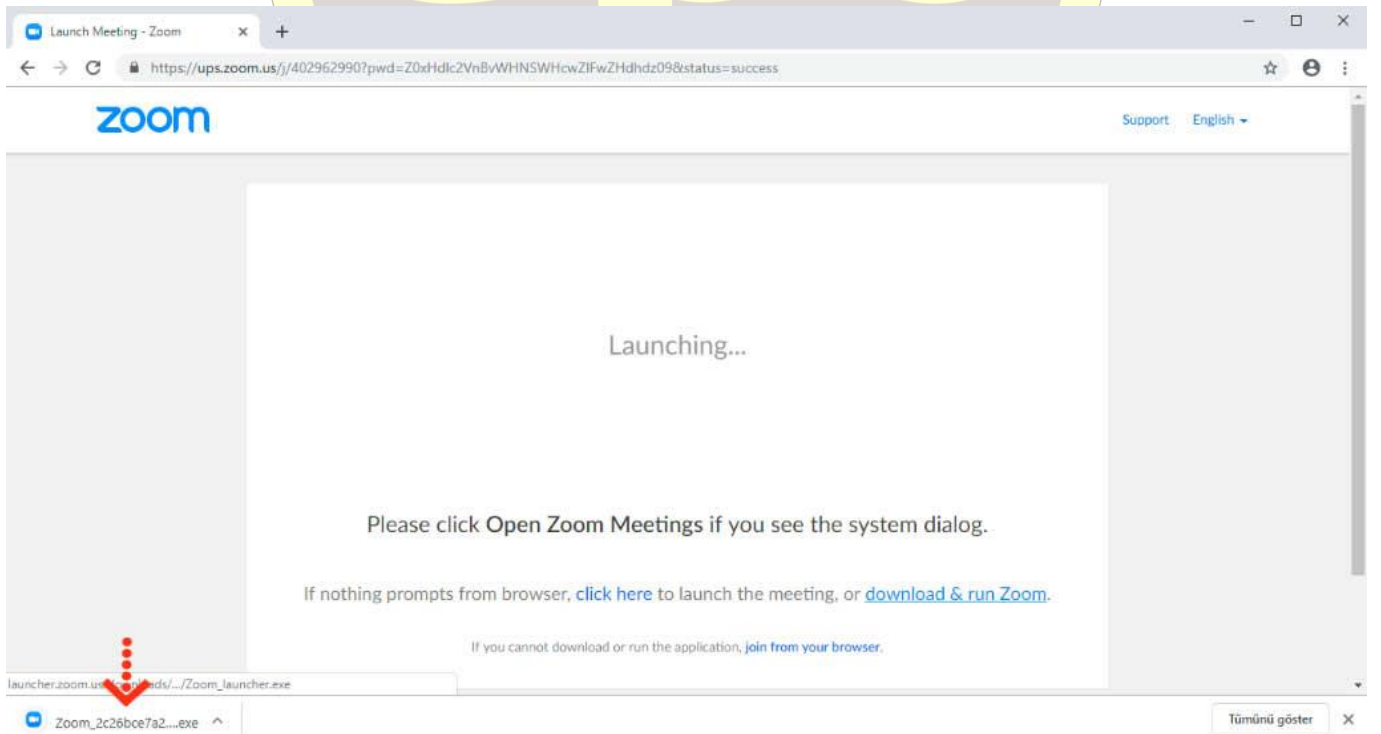 Launch Meeting - Zoom
https://ups.zoom.us/j/402962990?pwd=Z0xHdlc2VnBvWHNSWHcwZlFwZHdhdz09&status=success
zoom
Support English
Launching...
Please click Open Zoom Meetings if you see the system dialog.
If nothing prompts from browser, click here to launch the meeting, or download & run Zoom.
If you cannot download or run the application, join from your browser.
launcher.zoom.us /.../Zoom_launcher.exe
Zoom_2c26bce7a2....exe
Tümünü göster